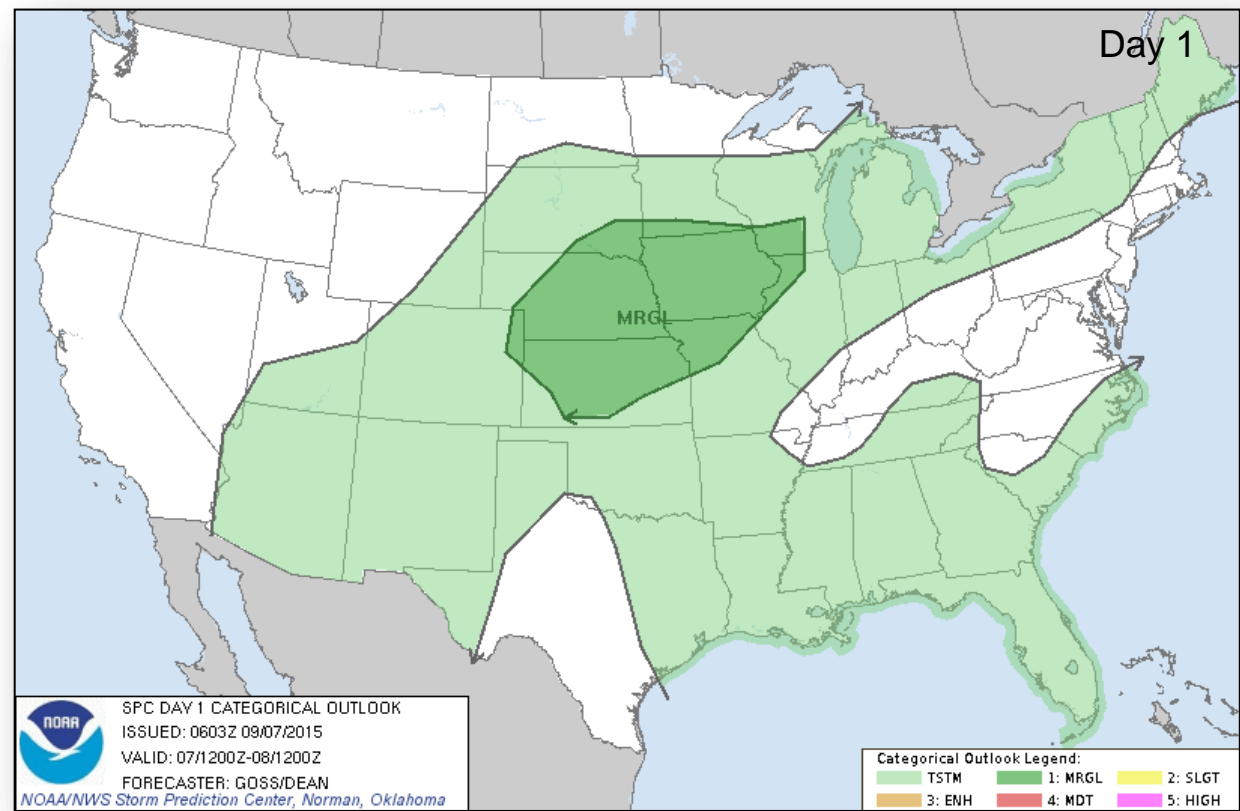 Day 1
MRGL
NOAA
SPC DAY 1 CATEGORICAL OUTLOOK
ISSUED: 0603Z 09/07/2015
VALID: 07/1200Z-08/1200Z
FORECASTER: GOSS/DEAN
NOAA/NWS Storm Prediction Center, Norman, Oklahoma
Categorical Outlook Legend:
TSTM 1: MRGL 2: SLGT
3: ENH 4: MDT 5: HIGH